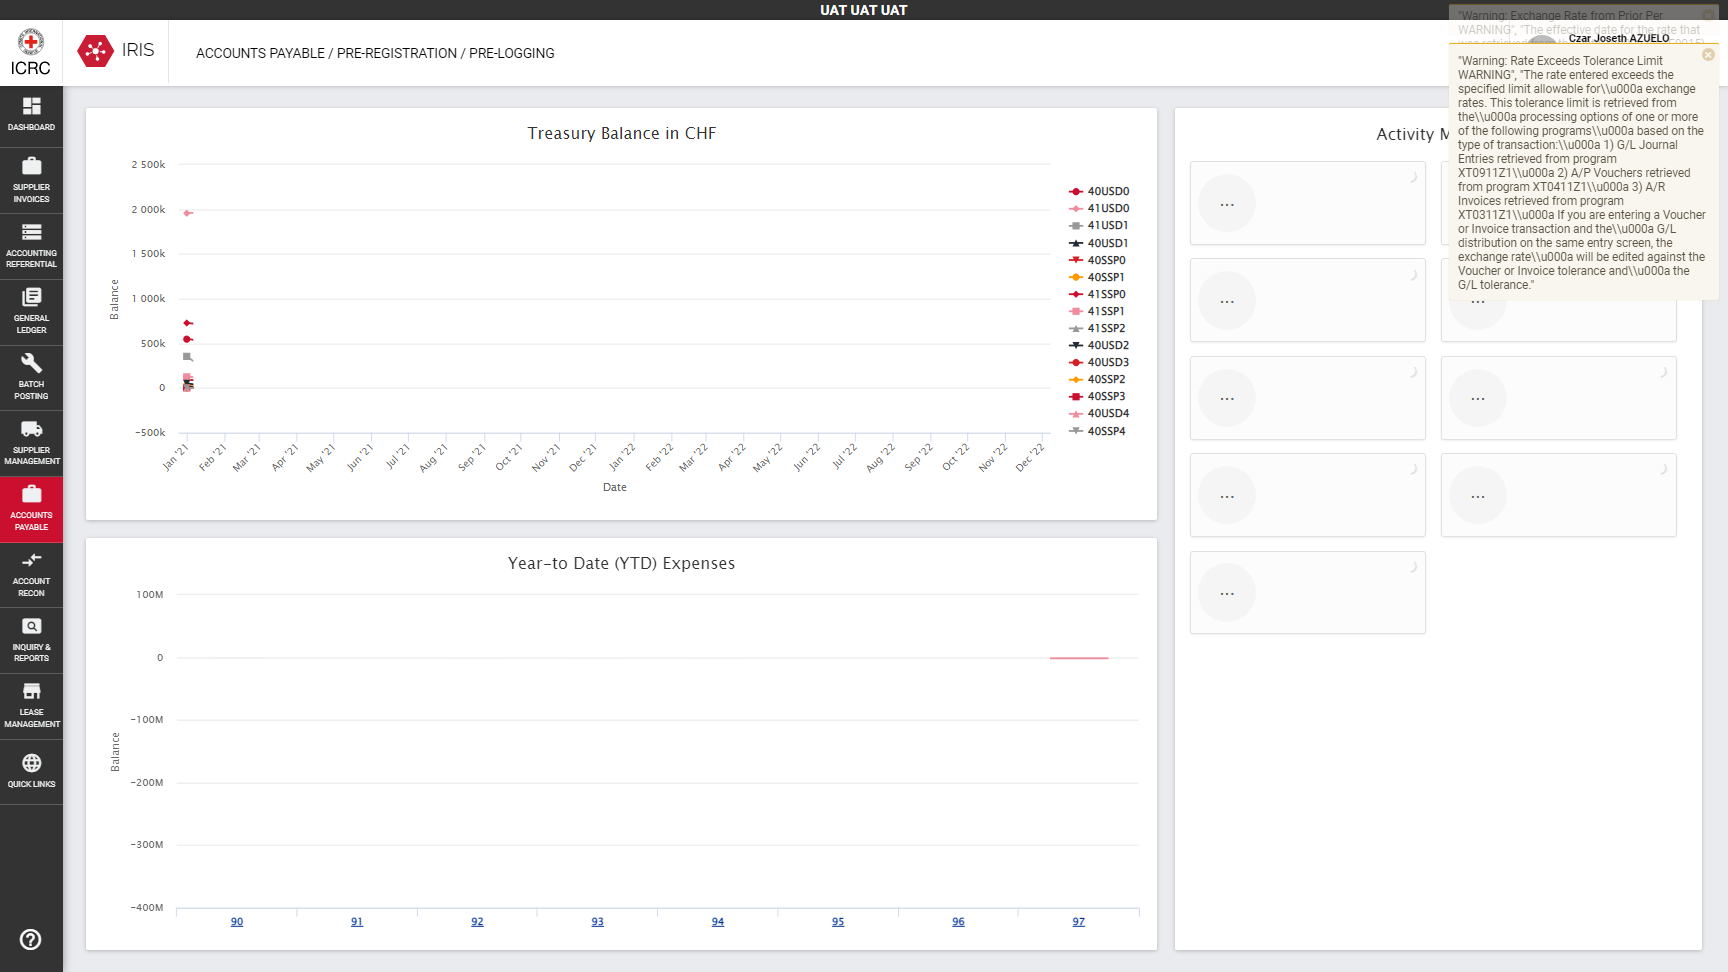 UAT UAT UAT
ICRC
IRIS
ACCOUNTS PAYABLE / PRE-REGISTRATION / PRE-LOGGING
"Warning: Exchange Rate from Prior Per
WARNING", "The effective date for the rate that
Czar Joseth AZUELO
"Warning: Rate Exceeds Tolerance Limit
WARNING", "The rate entered exceeds the
specified limit allowable for\\u000a exchange
rates. This tolerance limit is retrieved from
the\\u000a processing options of one or more
of the following programs\\u000a based on the
type of transaction:\\u000a 1) G/L Journal
Entries retrieved from program
XT0911Z1\\u000a 2) A/P Vouchers retrieved
from program XT0411Z1\\u000a 3) A/R
Invoices retrieved from program
XT0311Z1\\u000a If you are entering a Voucher
or Invoice transaction and the\\u000a G/L
distribution on the same entry screen, the
exchange rate\\u000a will be edited against the
Voucher or Invoice tolerance and\\u000a the
G/L tolerance."
DASHBOARD
SUPPLIER
INVOICES
ACCOUNTING
REFERENTIAL
GENERAL
LEDGER
BATCH
POSTING
SUPPLIER
MANAGEMENT
ACCOUNTS
PAYABLE
ACCOUNT
RECON
INQUIRY &
REPORTS
LEASE
MANAGEMENT
QUICK LINKS
Treasury Balance in CHF
2 500k
2 000k
1 500k
1 000k
500k
0
-500k
Balance
Jan '21
Feb '21
Mar '21
Apr '21
May '21
Jun '21
Jul '21
Aug '21
Sep '21
Oct '21
Nov '21
Dec '21
Jan '22
Feb '22
Mar '22
Apr '22
May '22
Jun '22
Jul '22
Aug '22
Sep '22
Oct '22
Nov '22
Dec '22
Date
40USD0
41USD0
41USD1
40USD1
40SSP0
40SSP1
41SSP0
41SSP1
41SSP2
40USD2
40USD3
40SSP2
40SSP3
40USD4
40SSP4
Year-to Date (YTD) Expenses
100M
0
-100M
-200M
-300M
-400M
Balance
90
91
92
93
94
95
96
97
Activity M
...
...
...
...
...
...
...
...